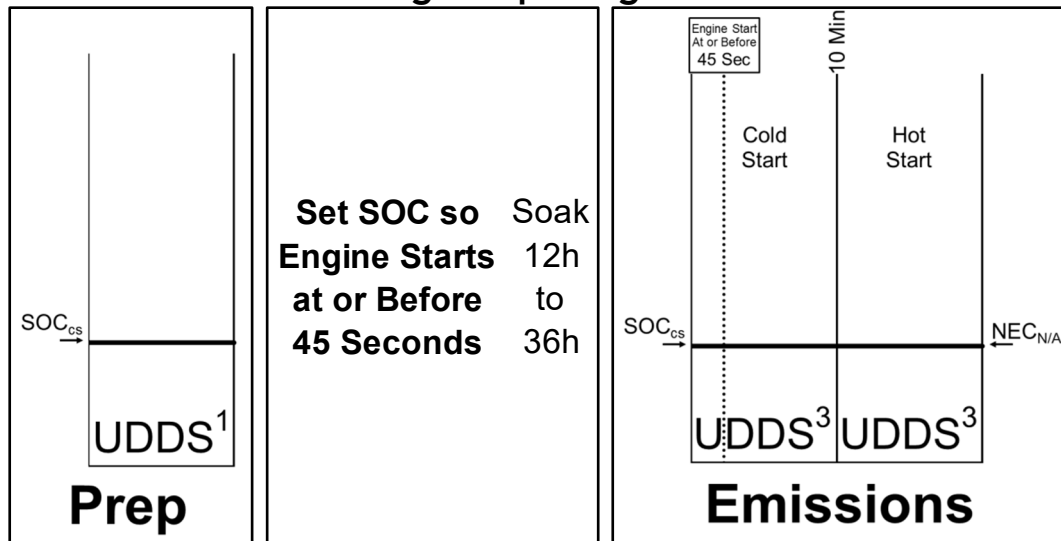 SOCcs
UDDS¹
Prep
Set SOC so
Engine Starts
at or Before
45 Seconds
Soak
12h
to
36h
Engine Start
At or Before
45 Sec
10 Min
Cold
Start
Hot
Start
SOCcs
NECN/A
UDDS³
UDDS³
Emissions